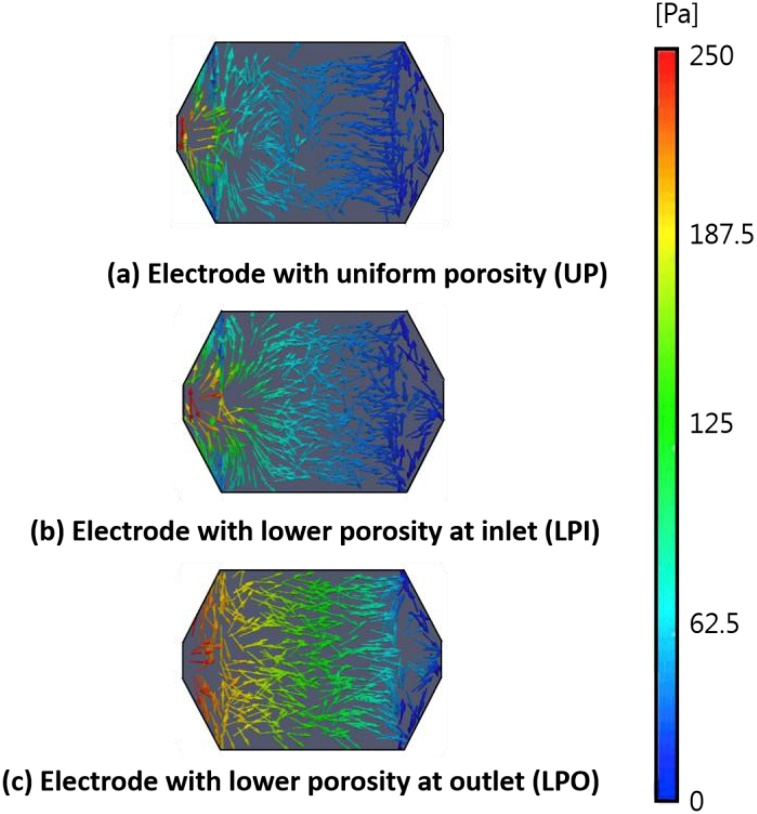 [Pa]
250
187.5
(a) Electrode with uniform porosity (UP)
125
(b) Electrode with lower porosity at inlet (LPI)
62.5
(c) Electrode with lower porosity at outlet (LPO)
0